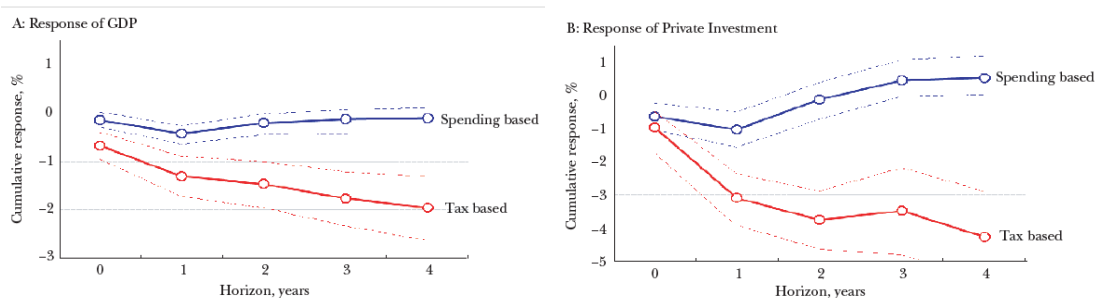 A: Response of GDP
1
0
−1
−2
−3
Cumulative response, %
Spending based
Tax based
0 1 2 3 4
Horizon, years
B: Response of Private Investment
1
0
−1
−2
−3
−4
−5
Cumulative response, %
Spending based
Tax based
0 1 2 3 4
Horizon, years